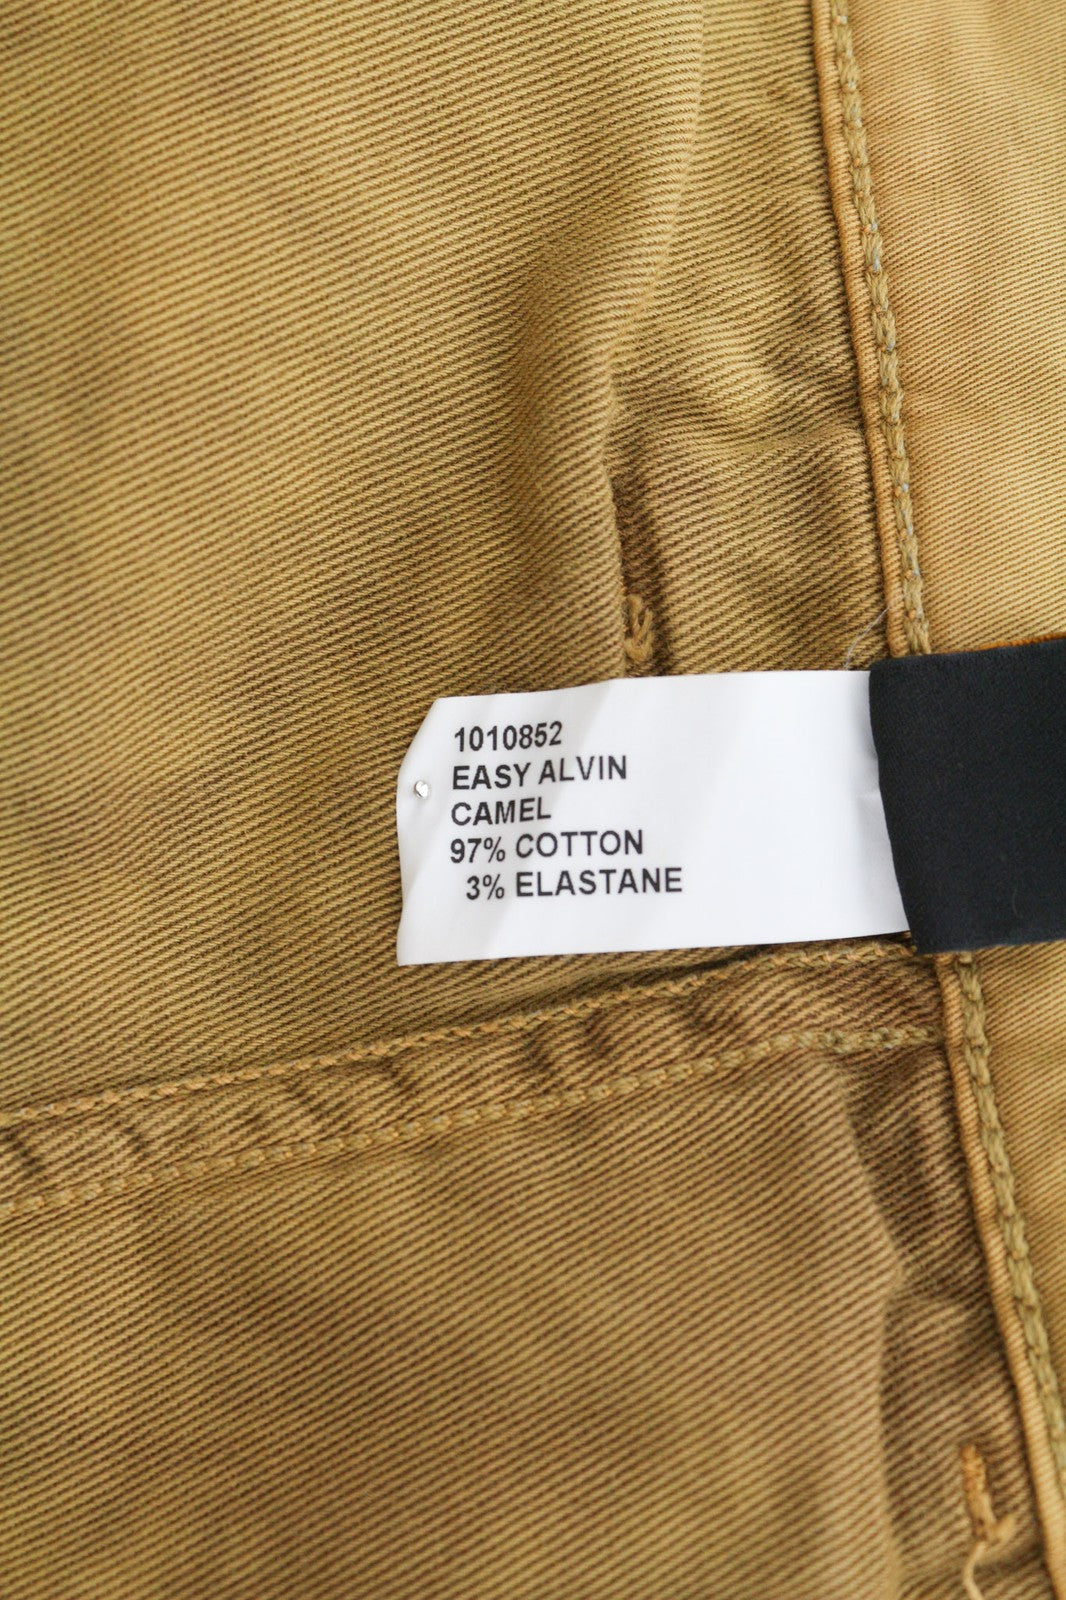 1010852
EASY ALVIN
CAMEL
97% COTTON
3% ELASTANE